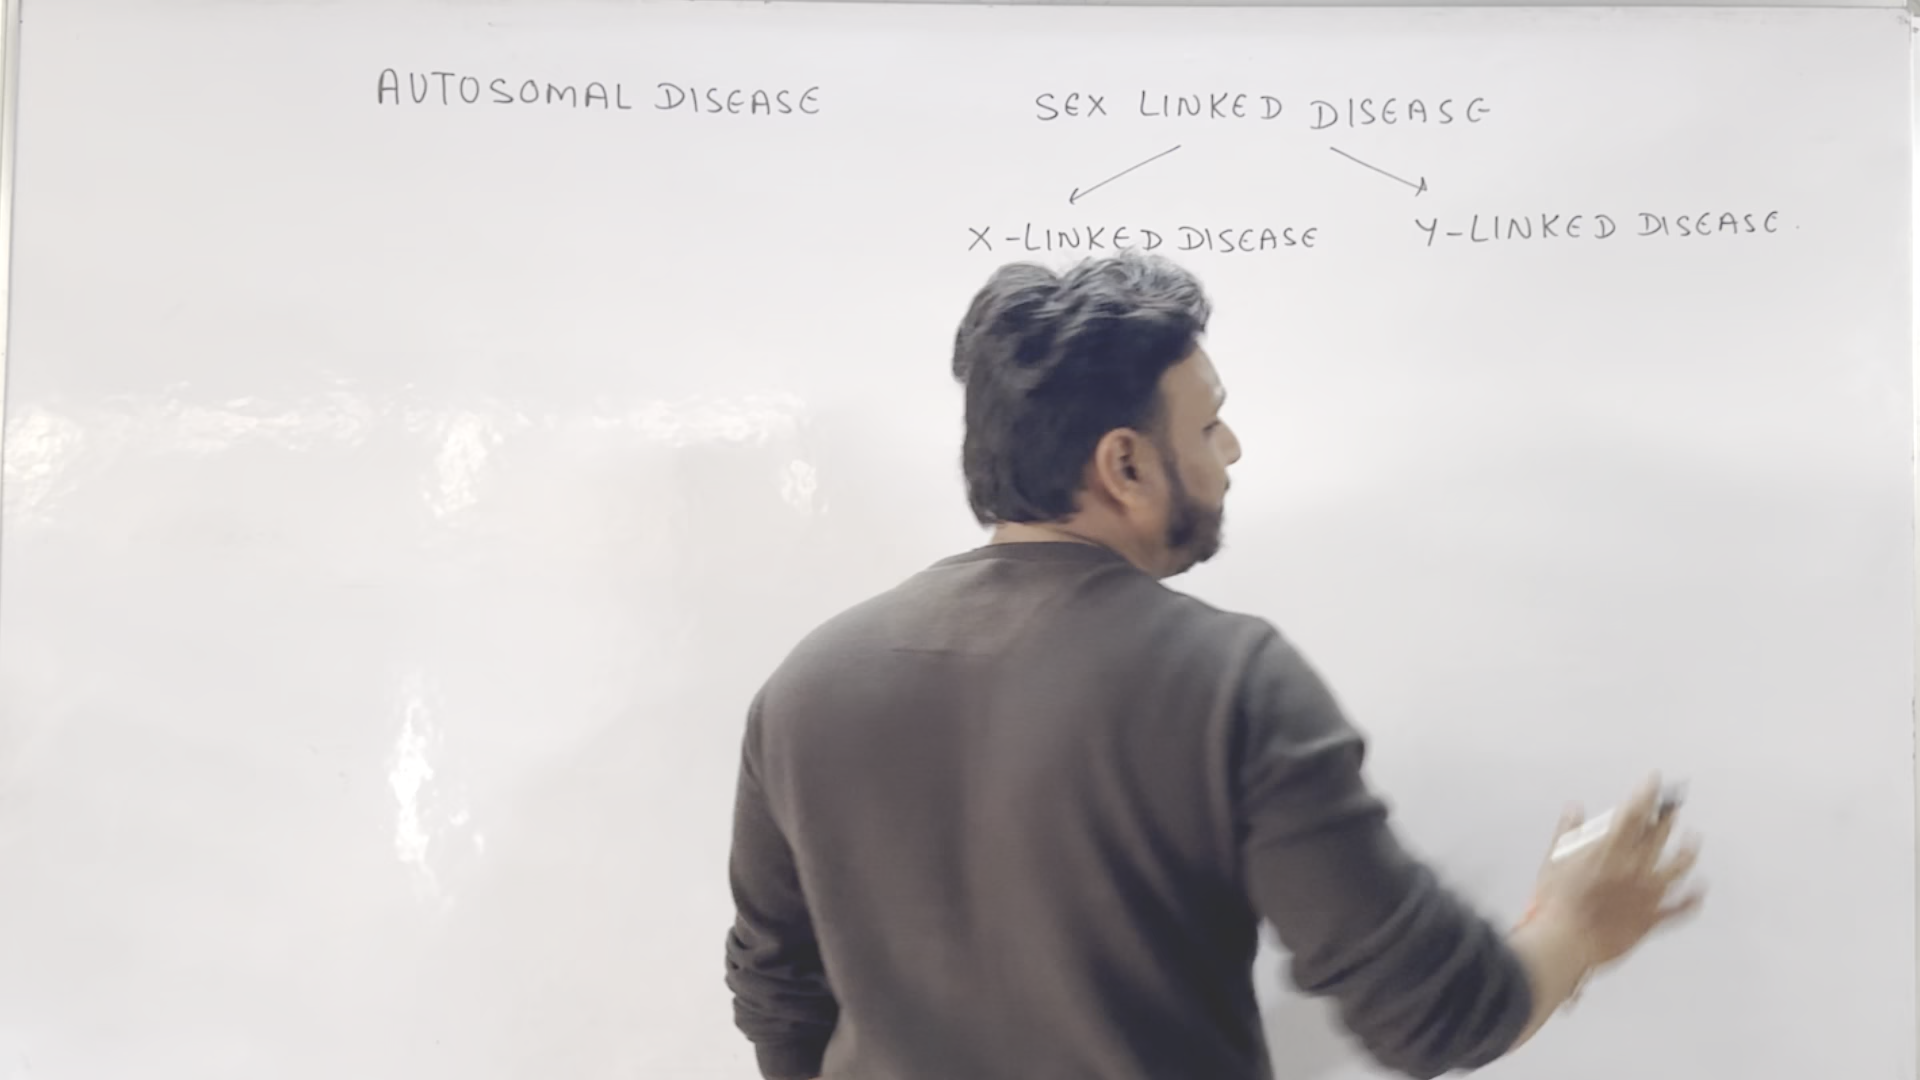 AUTOSOMAL DISEASE
SEX LINKED DISEASE
X-LINKED DISEASE
Y-LINKED DISEASE.